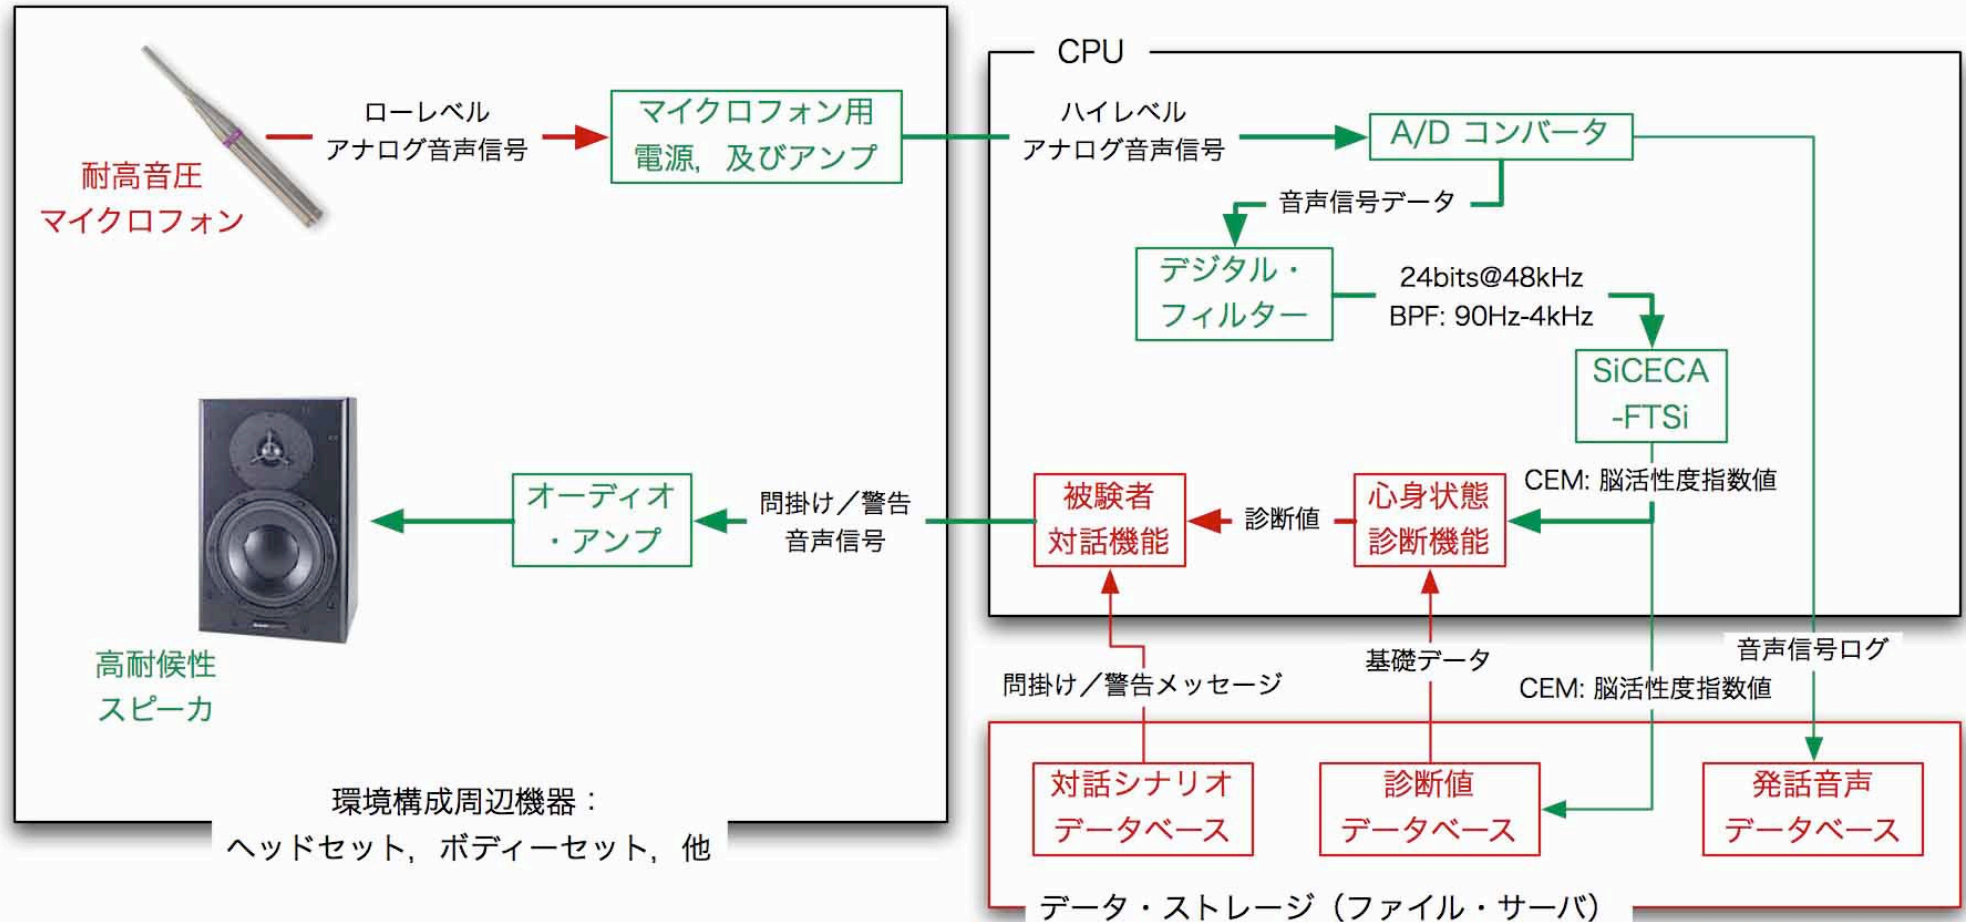 CPU
ローレベル
アナログ音声信号
マイクロフォン用
電源，及びアンプ
ハイレベル
アナログ音声信号
A/D コンバータ
耐高音圧
マイクロフォン
音声信号データ
デジタル・
フィルター
24bits@48kHz
BPF: 90Hz-4kHz
SiCECA
-FTSi
CEM: 脳活性度指数値
オーディオ
・アンプ
問掛け／警告
音声信号
被験者
対話機能
診断値
心身状態
診断機能
高耐候性
スピーカ
問掛け／警告メッセージ
基礎データ
CEM: 脳活性度指数値
音声信号ログ
対話シナリオ
データベース
診断値
データベース
発話音声
データベース
環境構成周辺機器：
ヘッドセット，ボディーセット，他
データ・ストレージ（ファイル・サーバ）